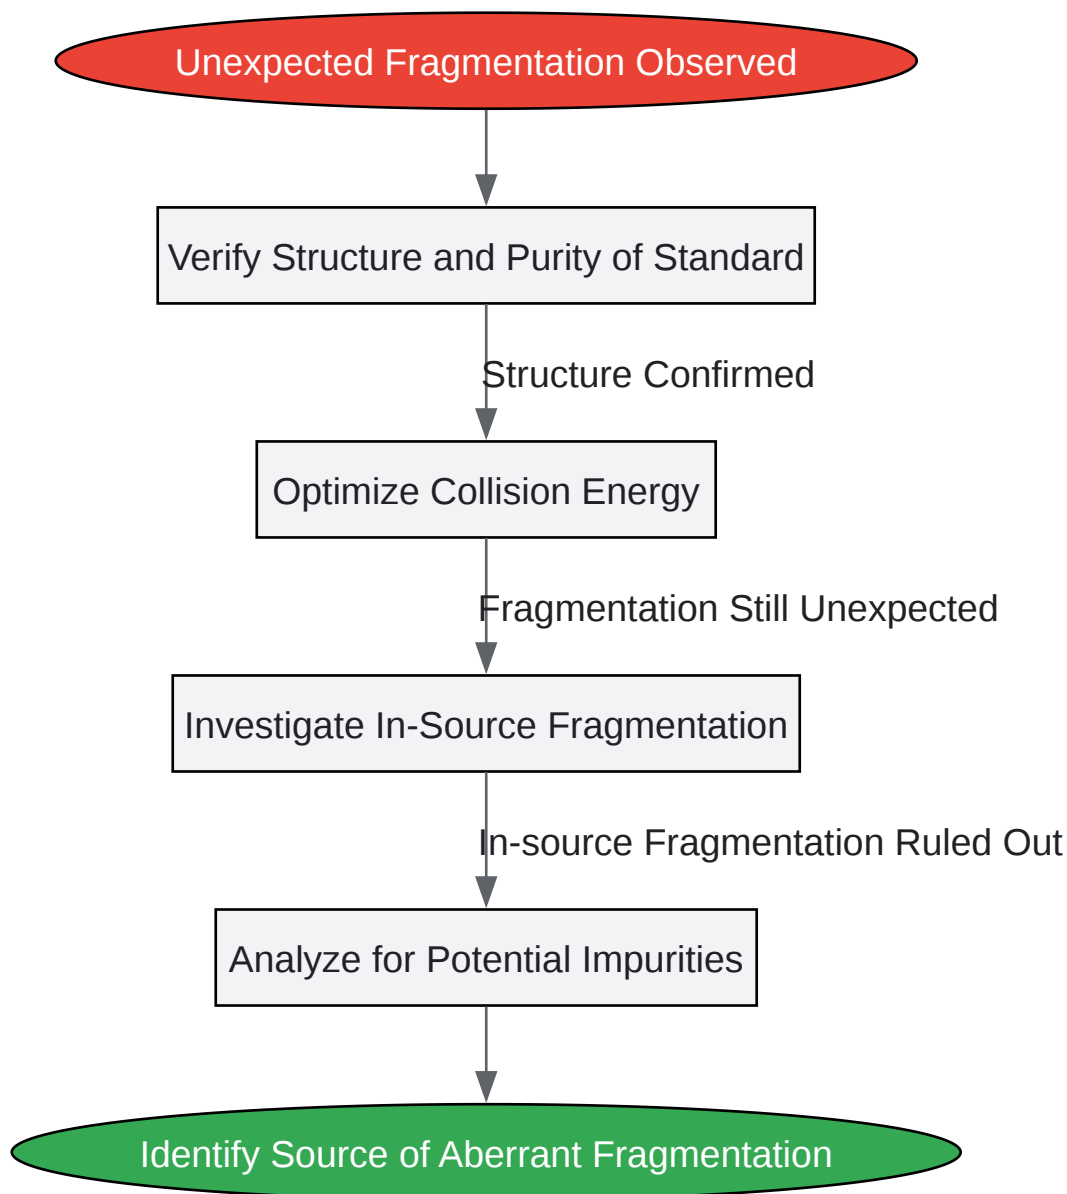 Unexpected Fragmentation Observed
Verify Structure and Purity of Standard
Structure Confirmed
Optimize Collision Energy
Fragmentation Still Unexpected
Investigate In-Source Fragmentation
In-source Fragmentation Ruled Out
Analyze for Potential Impurities
Identify Source of Aberrant Fragmentation